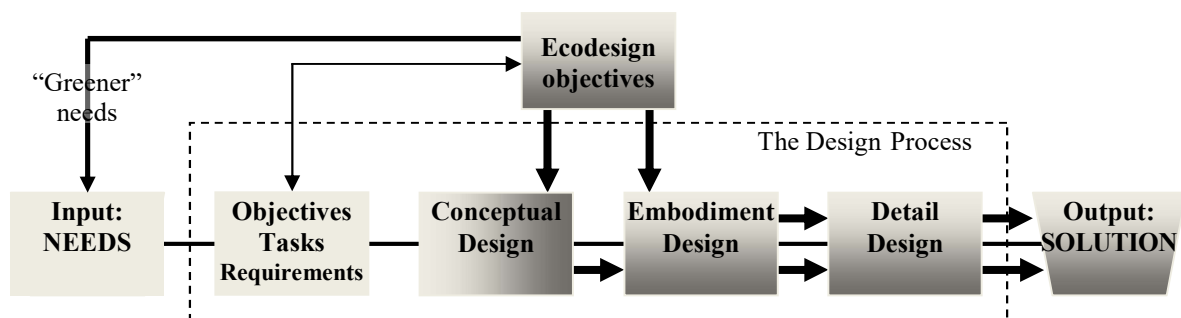 Ecodesign
objectives
“Greener”
needs
The Design Process
Input:
NEEDS
Objectives
Tasks
Requirements
Conceptual
Design
Embodiment
Design
Detail
Design
Output:
SOLUTION